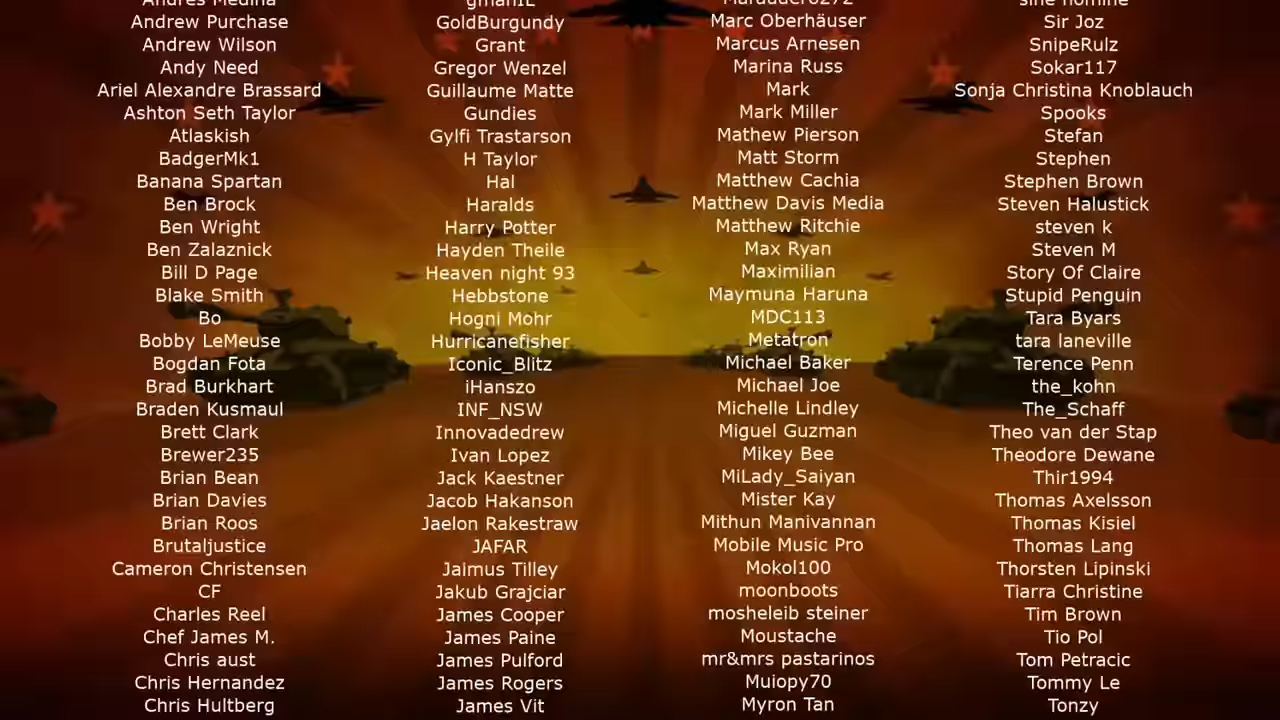 Andres Medina
Andrew Purchase
Andrew Wilson
Andy Need
Ariel Alexandre Brassard
Ashton Seth Taylor
Atlaskish
BadgerMk1
Banana Spartan
Ben Brock
Ben Wright
Ben Zalaznick
Bill D Page
Blake Smith
Bo
Bobby LeMeuse
Bogdan Fota
Brad Burkhart
Braden Kusmaul
Brett Clark
Brewer235
Brian Bean
Brian Davies
Brian Roos
Brutaljustice
Cameron Christensen
CF
Charles Reel
Chef James M.
Chris aust
Chris Hernandez
Chris Hultberg
GoldBurgundy
Grant
Gregor Wenzel
Guillaume Matte
Gundies
Gylfi Trastarson
H Taylor
Hal
Haralds
Harry Potter
Hayden Theile
Heaven night 93
Hebbstone
Hogni Mohr
Hurricanefisher
Iconic_Blitz
iHanszo
INF_NSW
Innovadedrew
Ivan Lopez
Jack Kaestner
Jacob Hakanson
Jaelon Rakestraw
JAFAR
Jaimus Tilley
Jakub Grajciar
James Cooper
James Paine
James Pulford
James Rogers
James Vit
Marc Oberhäuser
Marcus Arnesen
Marina Russ
Mark
Mark Miller
Mathew Pierson
Matt Storm
Matthew Cachia
Matthew Davis Media
Matthew Ritchie
Max Ryan
Maximilian
Maymuna Haruna
MDC113
Metatron
Michael Baker
Michael Joe
Michelle Lindley
Miguel Guzman
Mikey Bee
MiLady_Saiyan
Mister Kay
Mithun Manivannan
Mobile Music Pro
Mokol100
moonboots
mosheleib steiner
Moustache
mr&mrs pastarinos
Muiopy70
Myron Tan
sine nomine
Sir Joz
SnipeRulz
Sokar117
Sonja Christina Knoblauch
Spooks
Stefan
Stephen
Stephen Brown
Steven Halustick
steven k
Steven M
Story Of Claire
Stupid Penguin
Tara Byars
tara laneville
Terence Penn
the_kohn
The_Schaff
Theo van der Stap
Theodore Dewane
Thir1994
Thomas Axelsson
Thomas Kisiel
Thomas Lang
Thorsten Lipinski
Tiarra Christine
Tim Brown
Tio Pol
Tom Petracic
Tommy Le
Tonzy